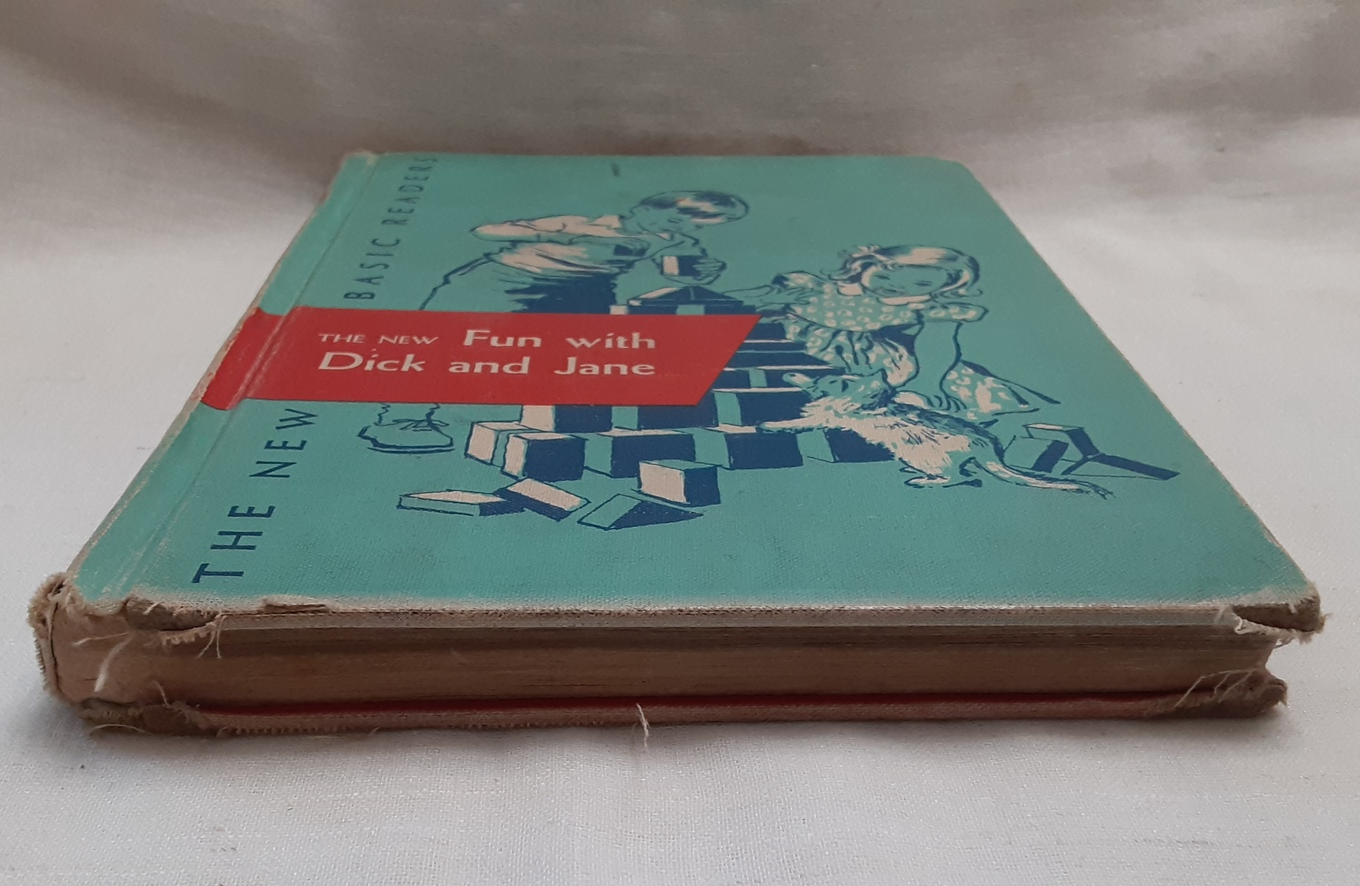 THE NEW BASIC READERS
THE NEW Fun with
Dick and Jane